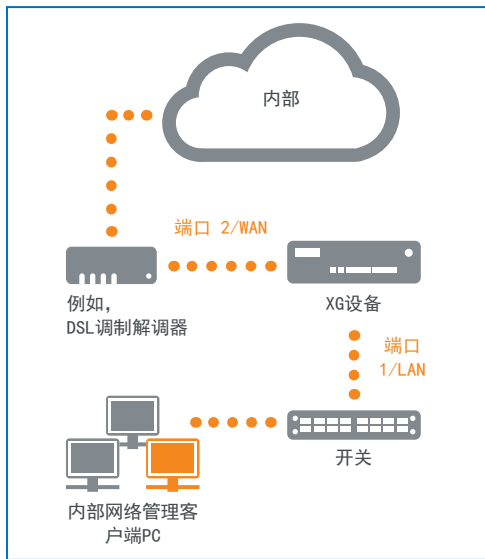 内部
端口 2/WAN
例如，
DSL调制解调器
XG设备
端口
1/LAN
开关
内部网络管理客
户端PC